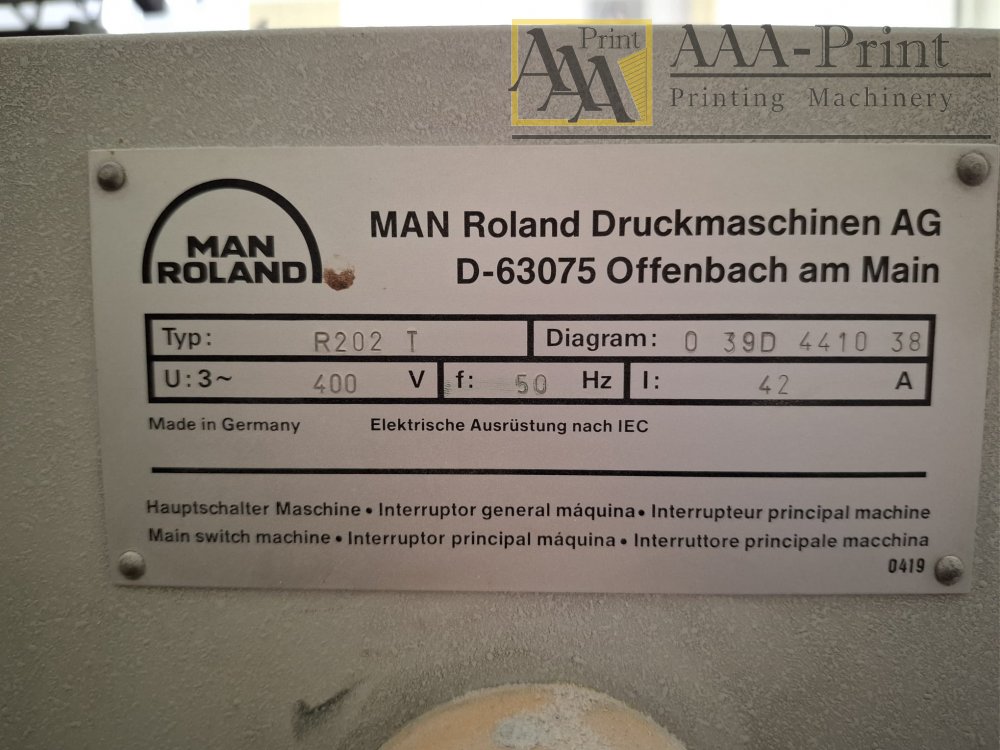 Print
AAA
AAA-Print
Printing Machinery
MAN
ROLAND
MAN Roland Druckmaschinen AG
D-63075 Offenbach am Main
Typ: R202 T Diagram: 0 39D 4410 38
U:3~ 400 V f: 50 Hz I: 42 A
Made in Germany Elektrische Ausrüstung nach IEC
Hauptschalter Maschine • Interruptor general máquina • Interrupteur principal machine
Main switch machine • Interruptor principal máquina • Interruttore principale macchina
0419